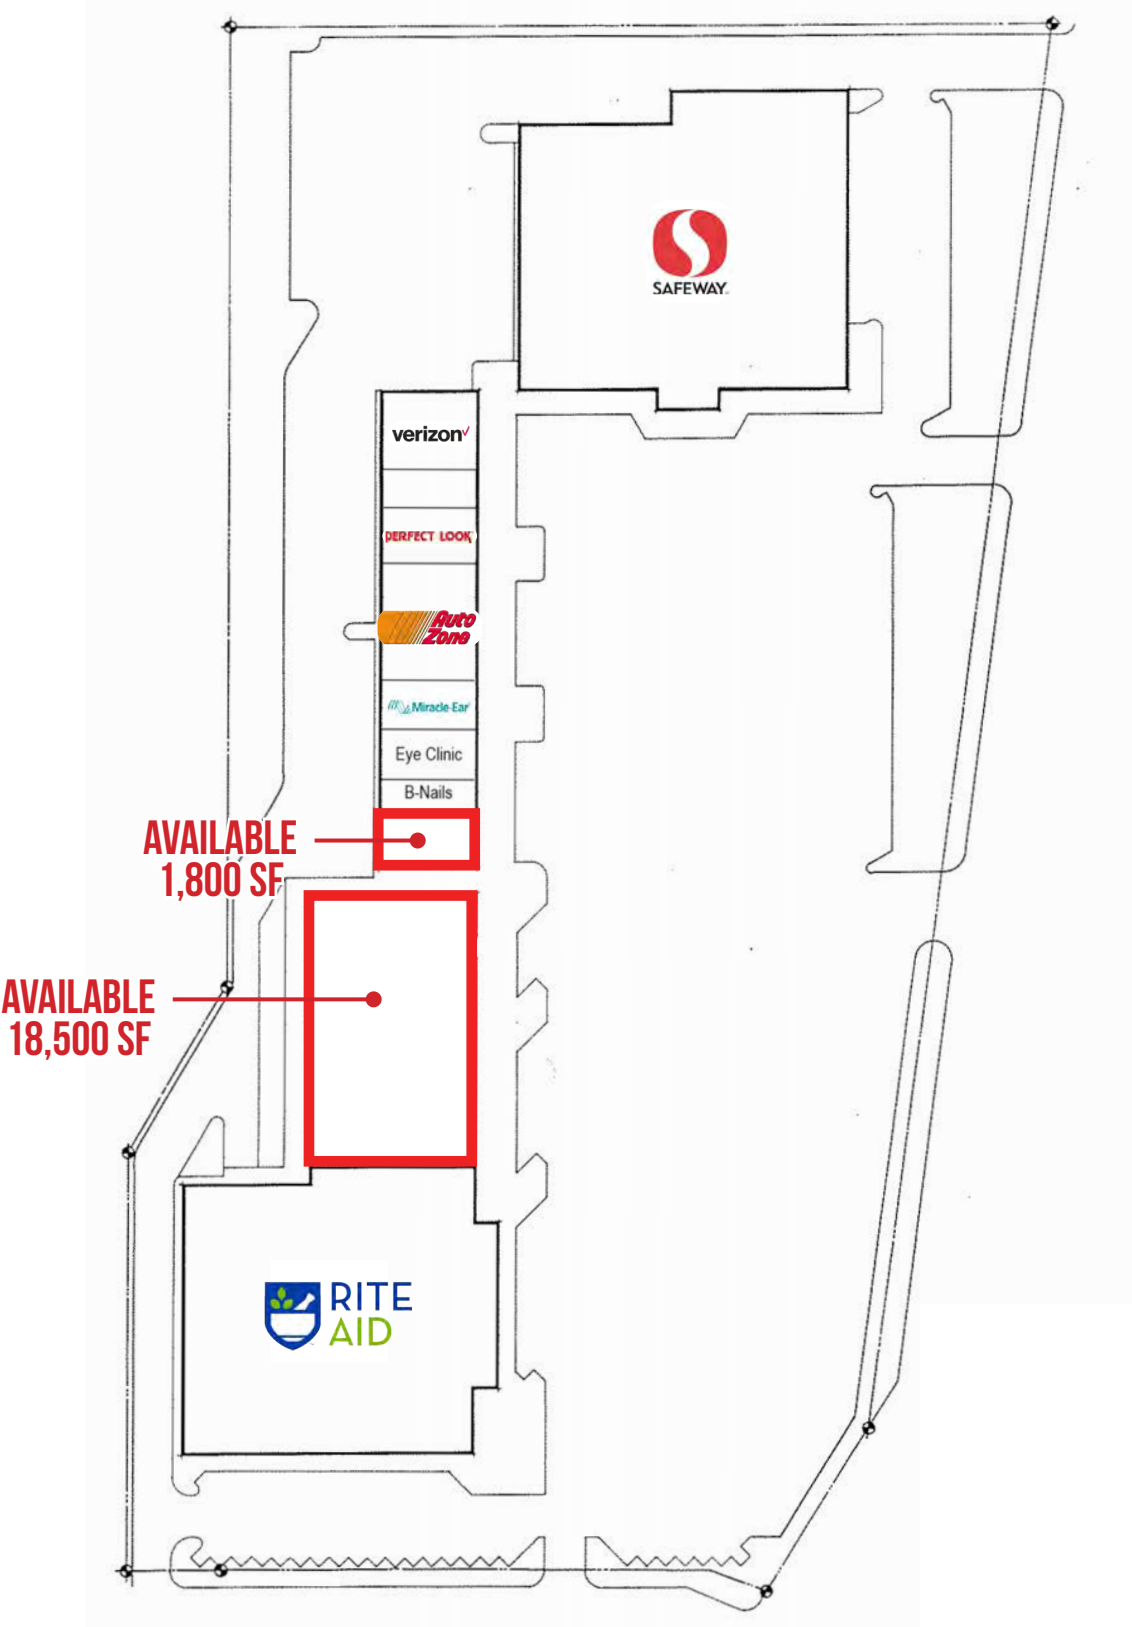 SAFEWAY
verizon
PERFECT LOOK
Auto
Zone
Miracle-Ear
Eye Clinic
B-Nails
AVAILABLE
1,800 SF
AVAILABLE
18,500 SF
RITE
AID